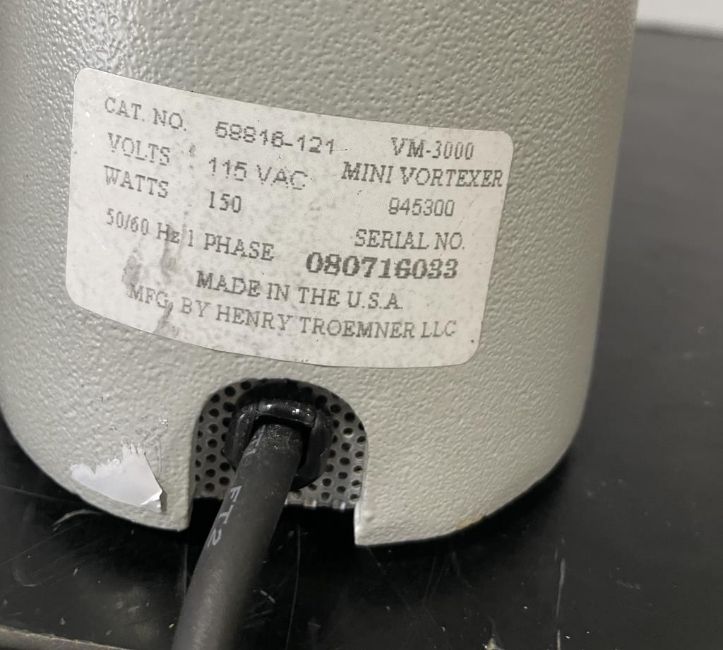 CAT. NO. 58816-121 VM-3000
VOLTS 115 VAC MINI VORTEXER
WATTS 150 945300
50/60 Hz 1 PHASE SERIAL NO.
080716033
MADE IN THE U.S.A.
MFG. BY HENRY TROEMNER LLC
FT2